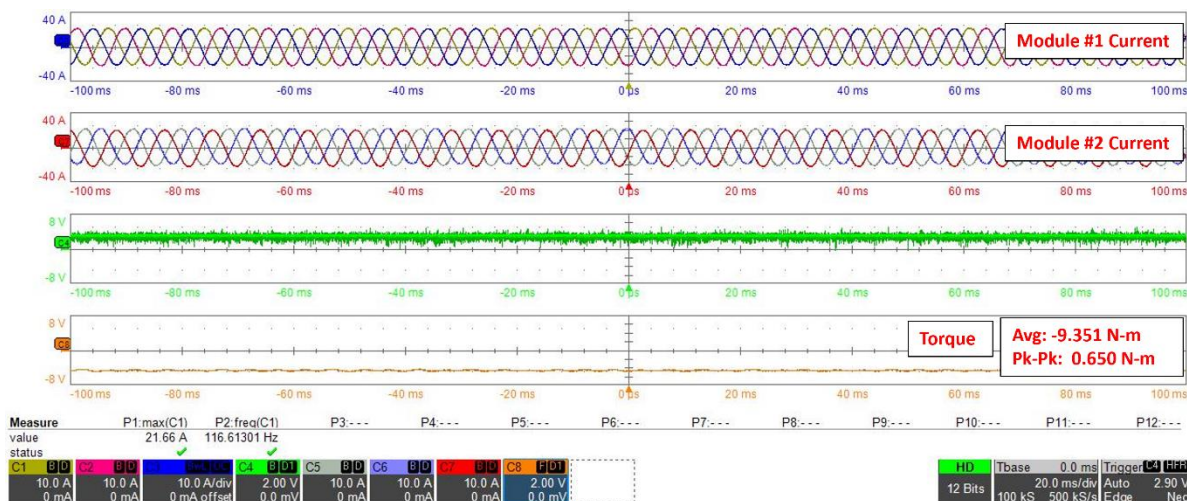 40 A
Module #1 Current
-40 A
-100 ms -80 ms -60 ms -40 ms -20 ms 0 ps 20 ms 40 ms 60 ms 80 ms 100 ms
40 A
Module #2 Current
-40 A
-100 ms -80 ms -60 ms -40 ms -20 ms 0 ps 20 ms 40 ms 60 ms 80 ms 100 ms
8 V
C4
-8 V
-100 ms -80 ms -60 ms -40 ms -20 ms 0 ps 20 ms 40 ms 60 ms 80 ms 100 ms
8 V
C8
Torque
Avg: -9.351 N-m
Pk-Pk: 0.650 N-m
-8 V
-100 ms -80 ms -60 ms -40 ms -20 ms 0 ps 20 ms 40 ms 60 ms 80 ms 100 ms
Measure P1:max(C1) P2:freq(C1) P3:- - - P4:- - - P5:- - - P6:- - - P7:- - - P8:- - - P9:- - - P10:- - - P11:- - - P12:- - -
value 21.66 A 116.61301 Hz
status
C1 B D C2 B D C4 B D1 C5 B D C6 B D C7 B D C8 F D1 HD Tbase 0.0 ms Trigger C4 HFR
10.0 A 10.0 A 10.0 A/div 2.00 V 10.0 A 10.0 A 10.0 A 2.00 V 12 Bits 20.0 ms/div Auto 2.90 V
0 mA 0 mA 0 mA offset 0.0 mV 0 mA 0 mA 0 mA 0.0 mV 100 kS 500 kS/s Edge Neg